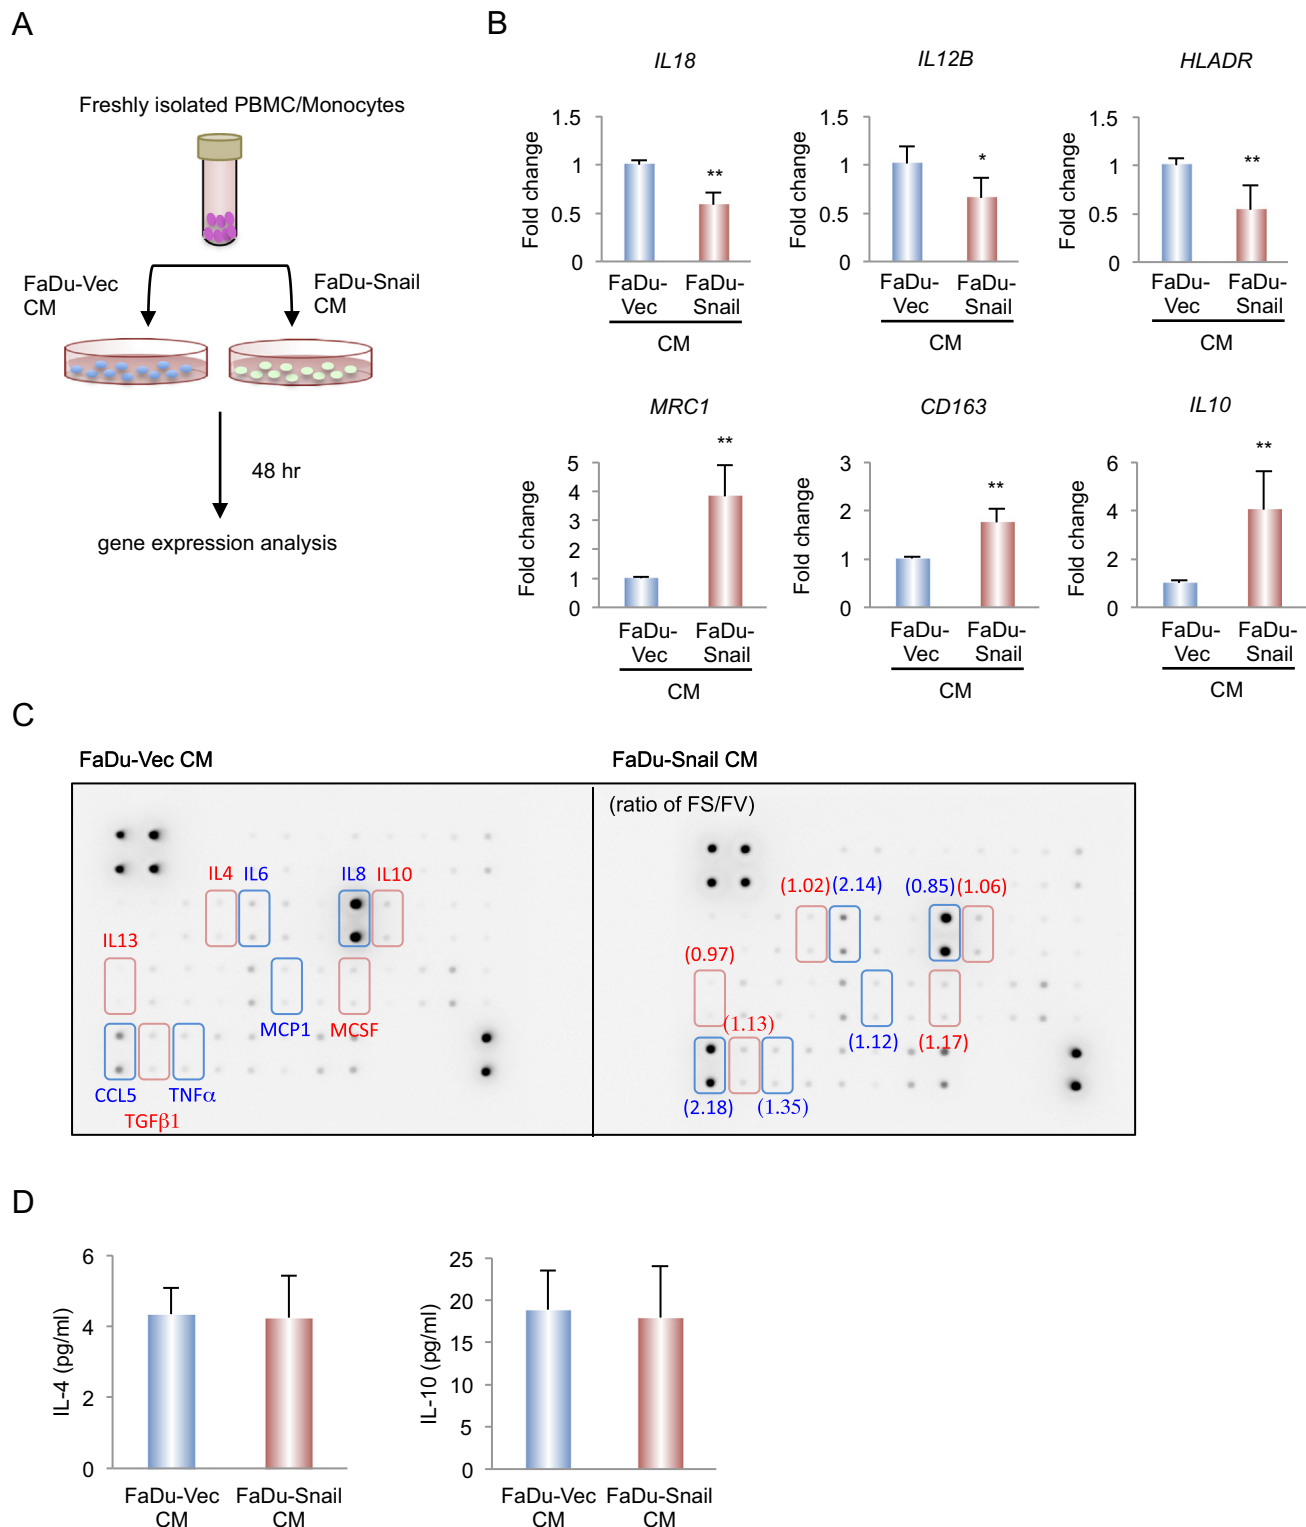 A
Freshly isolated PBMC/Monocytes
FaDu-Vec
CM
FaDu-Snail
CM
48 hr
gene expression analysis
B
IL18
Fold change
1.5
1
0.5
0
**
FaDu-
Vec
FaDu-
Snail
CM
IL12B
Fold change
1.5
1
0.5
0
*
FaDu-
Vec
FaDu-
Snail
CM
HLADR
Fold change
1.5
1
0.5
0
**
FaDu-
Vec
FaDu-
Snail
CM
MRC1
Fold change
5
4
3
2
1
0
**
FaDu-
Vec
FaDu-
Snail
CM
CD163
Fold change
3
2
1
0
**
FaDu-
Vec
FaDu-
Snail
CM
IL10
Fold change
6
4
2
0
**
FaDu-
Vec
FaDu-
Snail
CM
C
FaDu-Vec CM
IL4 IL6 IL8 IL10
IL13
MCP1 MCSF
CCL5 TNFα
TGFβ1
FaDu-Snail CM
(ratio of FS/FV)
(1.02) (2.14) (0.85) (1.06)
(0.97)
(1.13)
(1.12) (1.17)
(2.18) (1.35)
D
IL-4 (pg/ml)
6
4
2
0
FaDu-Vec
CM
FaDu-Snail
CM
IL-10 (pg/ml)
25
20
15
10
5
0
FaDu-Vec
CM
FaDu-Snail
CM